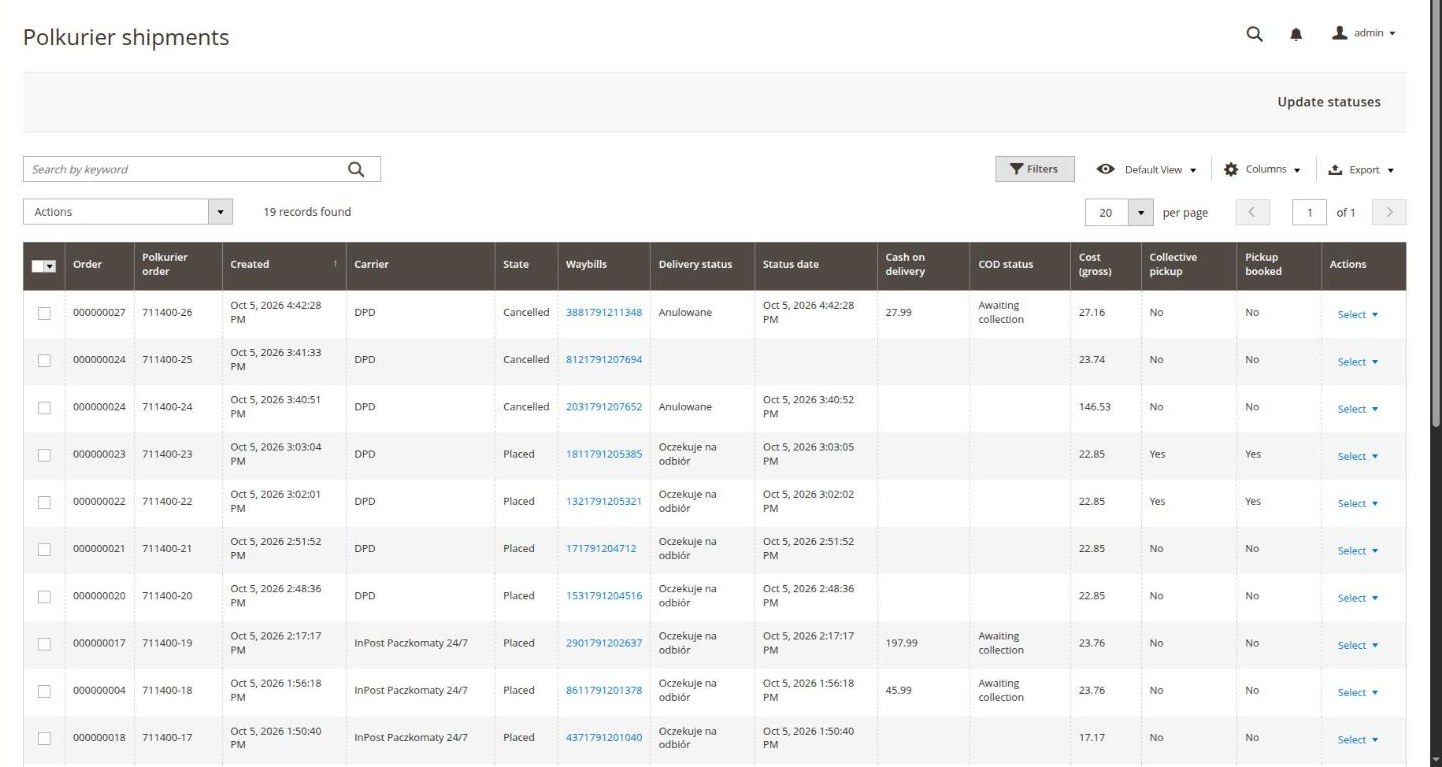 Polkurier shipments
admin
Update statuses
Search by keyword
Filters
Default View
Columns
Export
Actions
19 records found
20
per page
1
of 1
Order
Polkurier
order
Created
↑
Carrier
State
Waybills
Delivery status
Status date
Cash on
delivery
COD status
Cost
(gross)
Collective
pickup
Pickup
booked
Actions
000000027
711400-26
Oct 5, 2026 4:42:28
PM
DPD
Cancelled
3881791211348
Anulowane
Oct 5, 2026 4:42:28
PM
27.99
Awaiting
collection
27.16
No
No
Select
000000024
711400-25
Oct 5, 2026 3:41:33
PM
DPD
Cancelled
8121791207694
23.74
No
No
Select
000000024
711400-24
Oct 5, 2026 3:40:51
PM
DPD
Cancelled
2031791207652
Anulowane
Oct 5, 2026 3:40:52
PM
146.53
No
No
Select
000000023
711400-23
Oct 5, 2026 3:03:04
PM
DPD
Placed
1811791205385
Oczekuje na
odbiór
Oct 5, 2026 3:03:05
PM
22.85
Yes
Yes
Select
000000022
711400-22
Oct 5, 2026 3:02:01
PM
DPD
Placed
1321791205321
Oczekuje na
odbiór
Oct 5, 2026 3:02:02
PM
22.85
Yes
Yes
Select
000000021
711400-21
Oct 5, 2026 2:51:52
PM
DPD
Placed
171791204712
Oczekuje na
odbiór
Oct 5, 2026 2:51:52
PM
22.85
No
No
Select
000000020
711400-20
Oct 5, 2026 2:48:36
PM
DPD
Placed
1531791204516
Oczekuje na
odbiór
Oct 5, 2026 2:48:36
PM
22.85
No
No
Select
000000017
711400-19
Oct 5, 2026 2:17:17
PM
InPost Paczkomaty 24/7
Placed
2901791202637
Oczekuje na
odbiór
Oct 5, 2026 2:17:17
PM
197.99
Awaiting
collection
23.76
No
No
Select
000000004
711400-18
Oct 5, 2026 1:56:18
PM
InPost Paczkomaty 24/7
Placed
8611791201378
Oczekuje na
odbiór
Oct 5, 2026 1:56:18
PM
45.99
Awaiting
collection
23.76
No
No
Select
000000018
711400-17
Oct 5, 2026 1:50:40
PM
InPost Paczkomaty 24/7
Placed
4371791201040
Oczekuje na
odbiór
Oct 5, 2026 1:50:40
PM
17.17
No
No
Select